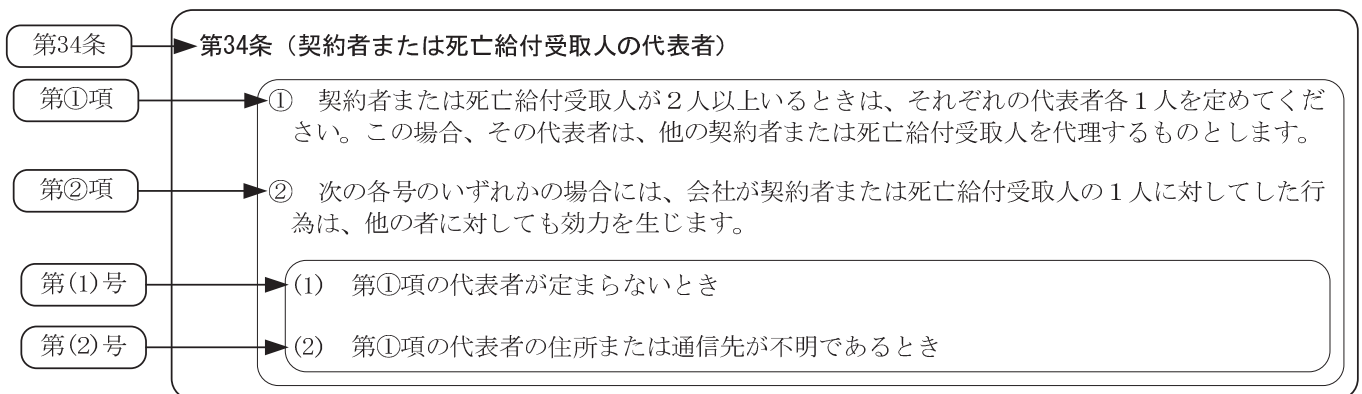 第34条
第34条（契約者または死亡給付受取人の代表者）
第①項
①　契約者または死亡給付受取人が２人以上いるときは、それぞれの代表者各１人を定めてくだ
さい。この場合、その代表者は、他の契約者または死亡給付受取人を代理するものとします。
第②項
②　次の各号のいずれかの場合には、会社が契約者または死亡給付受取人の１人に対してした行
為は、他の者に対しても効力を生じます。
第(1)号
(1)　第①項の代表者が定まらないとき
第(2)号
(2)　第①項の代表者の住所または通信先が不明であるとき